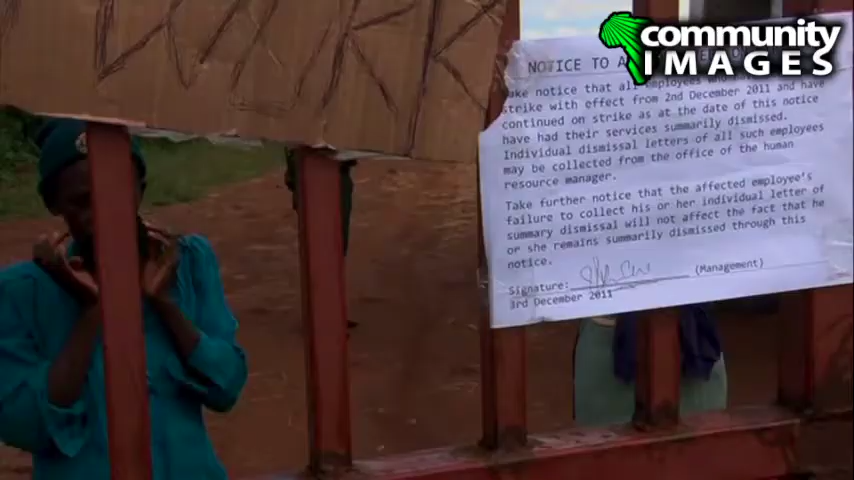 community
IMAGES
NOTICE TO A
ake notice that all employees who
strike with effect from 2nd December 2011 and have
continued on strike as at the date of this notice
have had their services summarily dismissed.
Individual dismissal letters of all such employees
may be collected from the office of the human
resource manager.
Take further notice that the affected employee's
failure to collect his or her individual letter of
summary dismissal will not affect the fact that he
or she remains summarily dismissed through this
notice.
Signature: (Management)
3rd December 2011